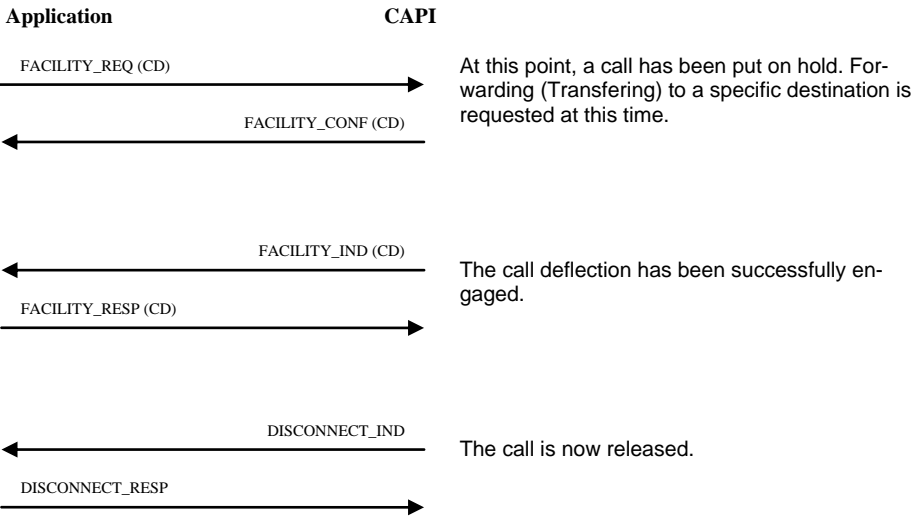 Application CAPI
FACILITY_REQ (CD)
At this point, a call has been put on hold. For-
warding (Transfering) to a specific destination is
requested at this time.
FACILITY_CONF (CD)
FACILITY_IND (CD)
The call deflection has been successfully en-
gaged.
FACILITY_RESP (CD)
DISCONNECT_IND
The call is now released.
DISCONNECT_RESP